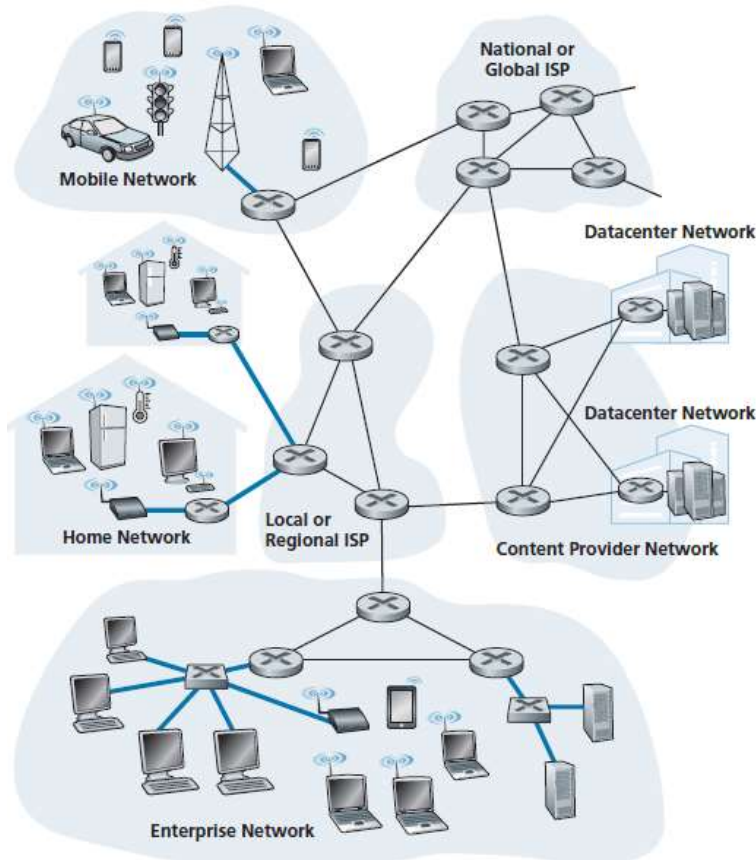 National or
Global ISP
Mobile Network
Datacenter Network
Datacenter Network
Home Network
Local or
Regional ISP
Content Provider Network
Enterprise Network